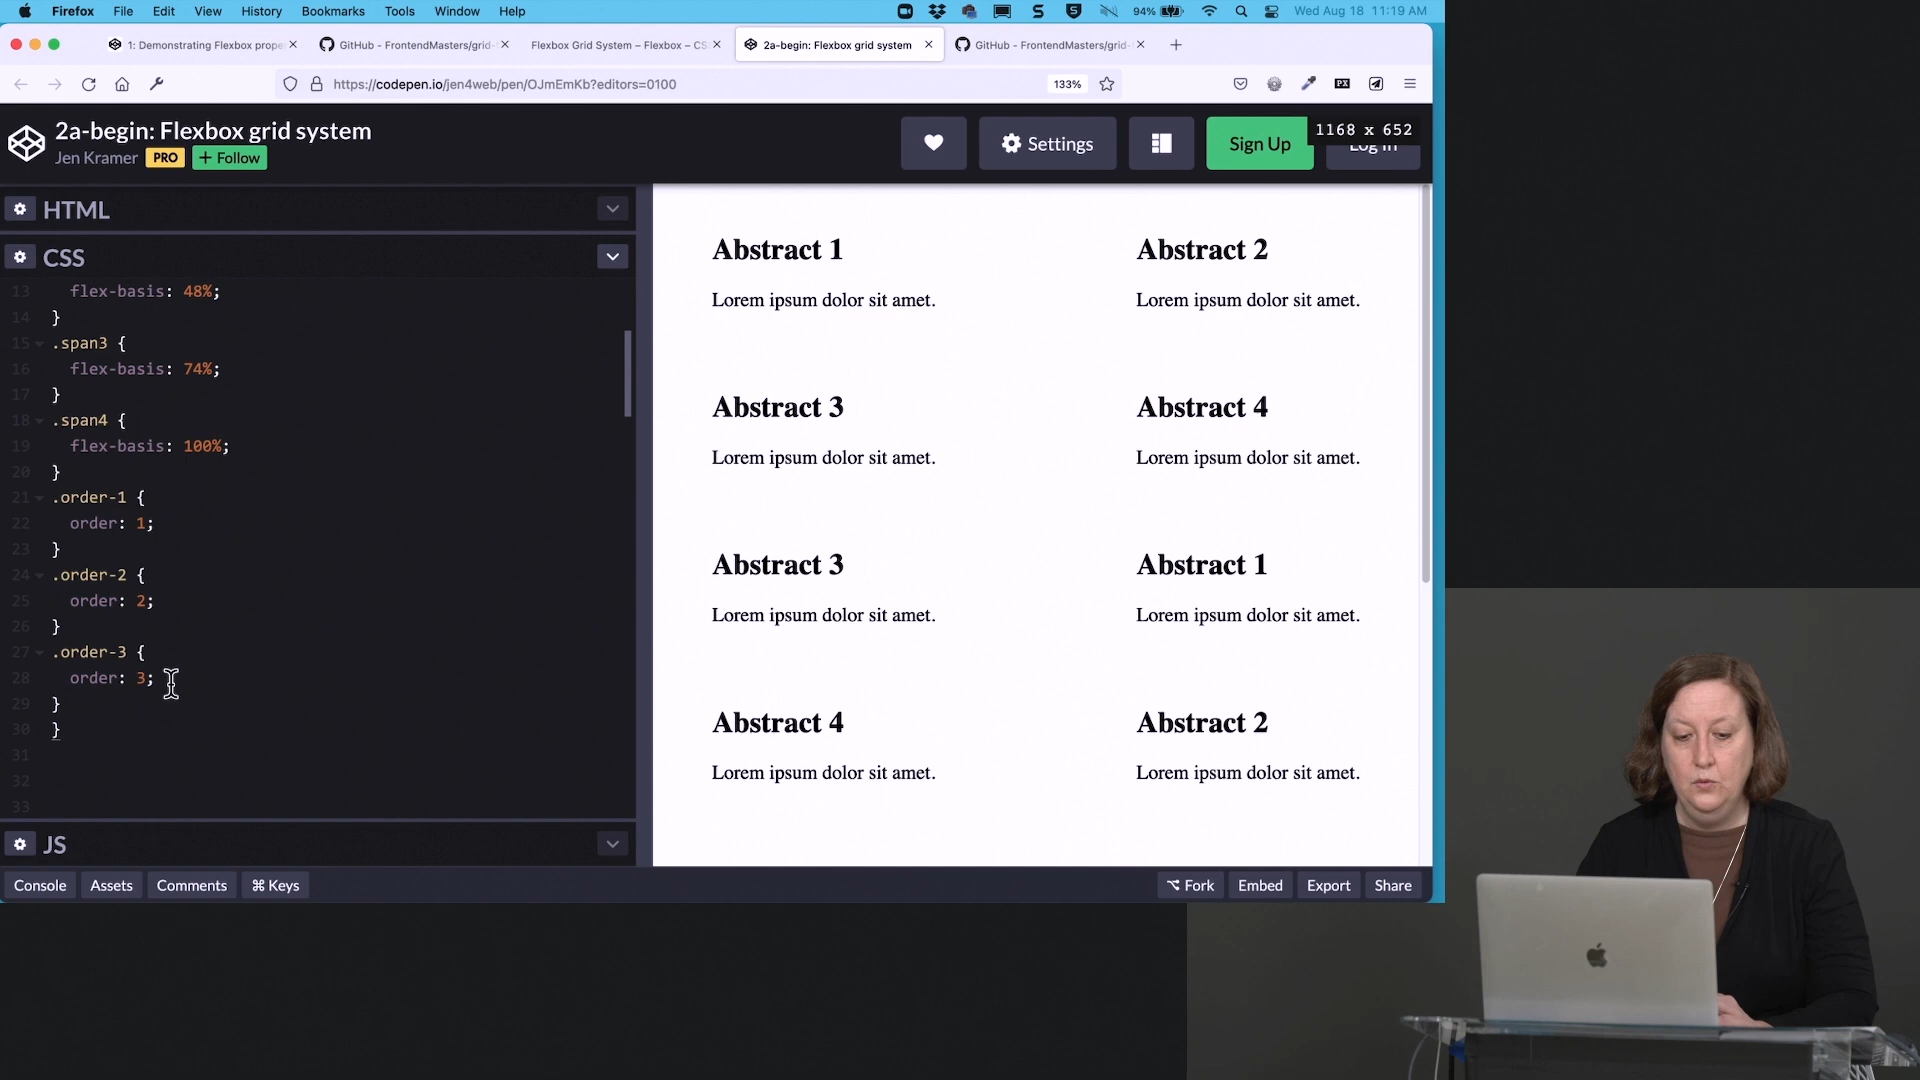 Firefox File Edit View History Bookmarks Tools Window Help 94% Wed Aug 18 11:19 AM
1: Demonstrating Flexbox prope
GitHub - FrontendMasters/grid-
Flexbox Grid System – Flexbox – CS
2a-begin: Flexbox grid system
GitHub - FrontendMasters/grid-
https://codepen.io/jen4web/pen/OJmEmKb?editors=0100
133%
2a-begin: Flexbox grid system
Jen Kramer PRO + Follow
Settings
Sign Up
Log In
1168 x 652
HTML
CSS
13 flex-basis: 48%;
14 }
15 .span3 {
16 flex-basis: 74%;
17 }
18 .span4 {
19 flex-basis: 100%;
20 }
21 .order-1 {
22 order: 1;
23 }
24 .order-2 {
25 order: 2;
26 }
27 .order-3 {
28 order: 3;
29 }
30 }
31
32
33
JS
Abstract 1
Lorem ipsum dolor sit amet.
Abstract 2
Lorem ipsum dolor sit amet.
Abstract 3
Lorem ipsum dolor sit amet.
Abstract 4
Lorem ipsum dolor sit amet.
Abstract 3
Lorem ipsum dolor sit amet.
Abstract 1
Lorem ipsum dolor sit amet.
Abstract 4
Lorem ipsum dolor sit amet.
Abstract 2
Lorem ipsum dolor sit amet.
Console Assets Comments ⌘ Keys
Fork Embed Export Share